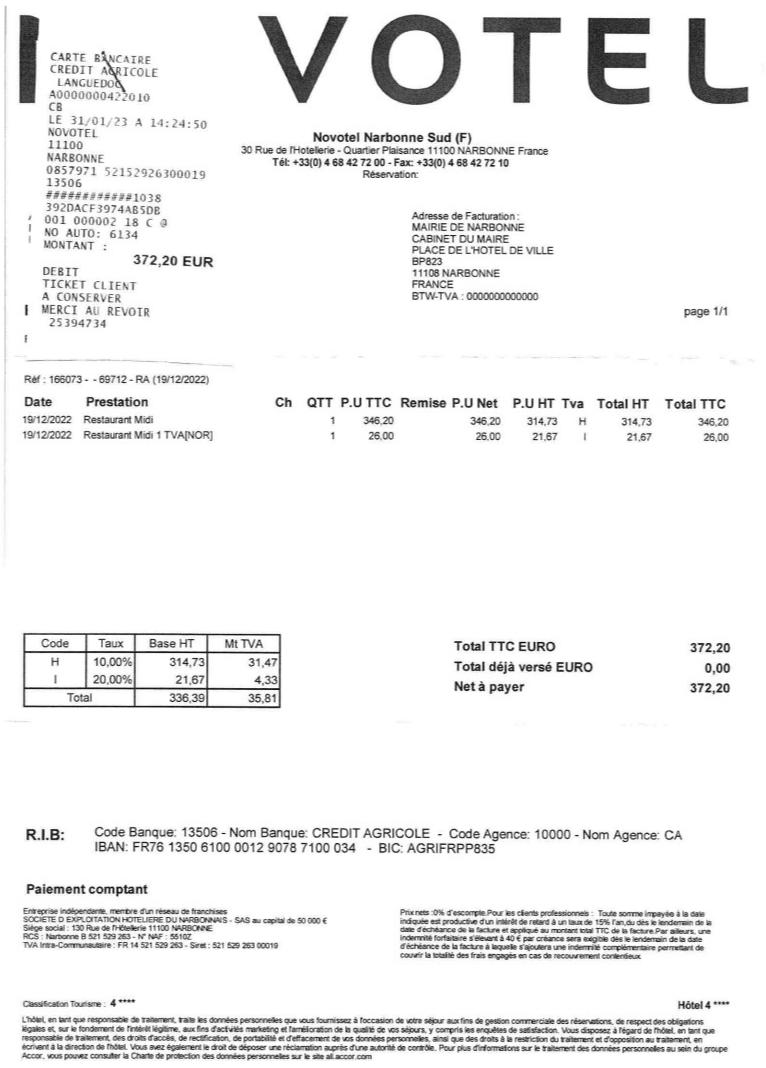 VOTEL
CARTE BANCAIRE
CREDIT AGRICOLE
LANGUEDOC
A0000000422010
CB
LE 31/01/23 A 14:24:50
NOVOTEL
11100
NARBONNE
0857971 52152926300019
13506
############1038
392DACF3974AB5DB
001 000002 18 C @
NO AUTO: 6134
MONTANT :
372,20 EUR
DEBIT
TICKET CLIENT
A CONSERVER
MERCI AU REVOIR
25394734
Novotel Narbonne Sud (F)
30 Rue de l'Hotellerie - Quartier Plaisance 11100 NARBONNE France
Tél: +33(0) 4 68 42 72 00 - Fax: +33(0) 4 68 42 72 10
Réservation:
Adresse de Facturation :
MAIRIE DE NARBONNE
CABINET DU MAIRE
PLACE DE L'HOTEL DE VILLE
BP823
11108 NARBONNE
FRANCE
BTW-TVA : 0000000000000
page 1/1
Réf : 166073 - - 69712 - RA (19/12/2022)
Date Prestation Ch QTT P.U TTC Remise P.U Net P.U HT Tva Total HT Total TTC
19/12/2022 Restaurant Midi 1 346,20 346,20 314,73 H 314,73 346,20
19/12/2022 Restaurant Midi 1 TVA[NOR] 1 26,00 26,00 21,67 I 21,67 26,00
Code Taux Base HT Mt TVA
H 10,00% 314,73 31,47
I 20,00% 21,67 4,33
Total 336,39 35,81
Total TTC EURO 372,20
Total déjà versé EURO 0,00
Net à payer 372,20
R.I.B: Code Banque: 13506 - Nom Banque: CREDIT AGRICOLE - Code Agence: 10000 - Nom Agence: CA
IBAN: FR76 1350 6100 0012 9078 7100 034 - BIC: AGRIFRPP835
Paiement comptant
Entreprise indépendante, membre d'un réseau de franchises
SOCIETE D EXPLOITATION HOTELIERE DU NARBONNAIS - SAS au capital de 50 000 €
Siège social : 130 Rue de l'Hôtellerie 11100 NARBONNE
RCS : Narbonne B 521 529 263 - N° NAF : 5510Z
TVA Intra-Communautaire : FR 14 521 529 263 - Siret : 521 529 263 00019
Prix nets :0% d'escompte.Pour les clients professionnels : Toute somme impayée à la date
indiquée est productive d'un intérêt de retard à un taux de 15% l'an,du dès le lendemain de la
date d'échéance de la facture et appliqué au montant total TTC de la facture.Par ailleurs, une
indemnité forfaitaire s'élevant à 40 € par créance sera exigible dès le lendemain de la date
d'échéance de la facture à laquelle s'ajoutera une indemnité complémentaire permettant de
couvrir la totalité des frais engagés en cas de recouvrement contentieux.
Classification Tourisme : 4 ****
Hôtel 4 ****
L'hôtel, en tant que responsable de traitement, traite les données personnelles que vous fournissez à l'occasion de votre séjour aux fins de gestion commerciale des réservations, de respect des obligations
légales et, sur le fondement de l'intérêt légitime, aux fins d'activités marketing et l'amélioration de la qualité de vos séjours, y compris les enquêtes de satisfaction. Vous disposez à l'égard de l'hôtel, en tant que
responsable de traitement, des droits d'accès, de rectification, de portabilité et d'effacement de vos données personnelles, ainsi que des droits à la restriction du traitement et d'opposition au traitement, en
écrivant à la direction de l'hôtel. Vous avez également le droit de déposer une réclamation auprès d'une autorité de contrôle. Pour plus d'informations sur le traitement des données personnelles au sein du groupe
Accor, vous pouvez consulter la Charte de protection des données personnelles sur le site all.accor.com